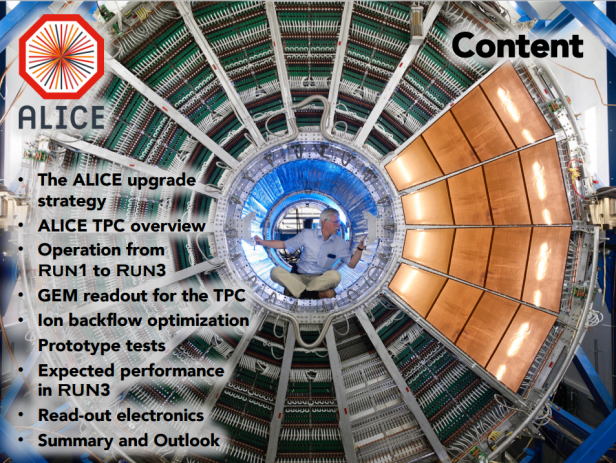 Content
ALICE
• The ALICE upgrade
strategy
• ALICE TPC overview
• Operation from
RUN1 to RUN3
• GEM readout for the TPC
• Ion backflow optimization
Prototype tests
• Expected performance
in RUN3
• Read-out electronics
• Summary and Outlook